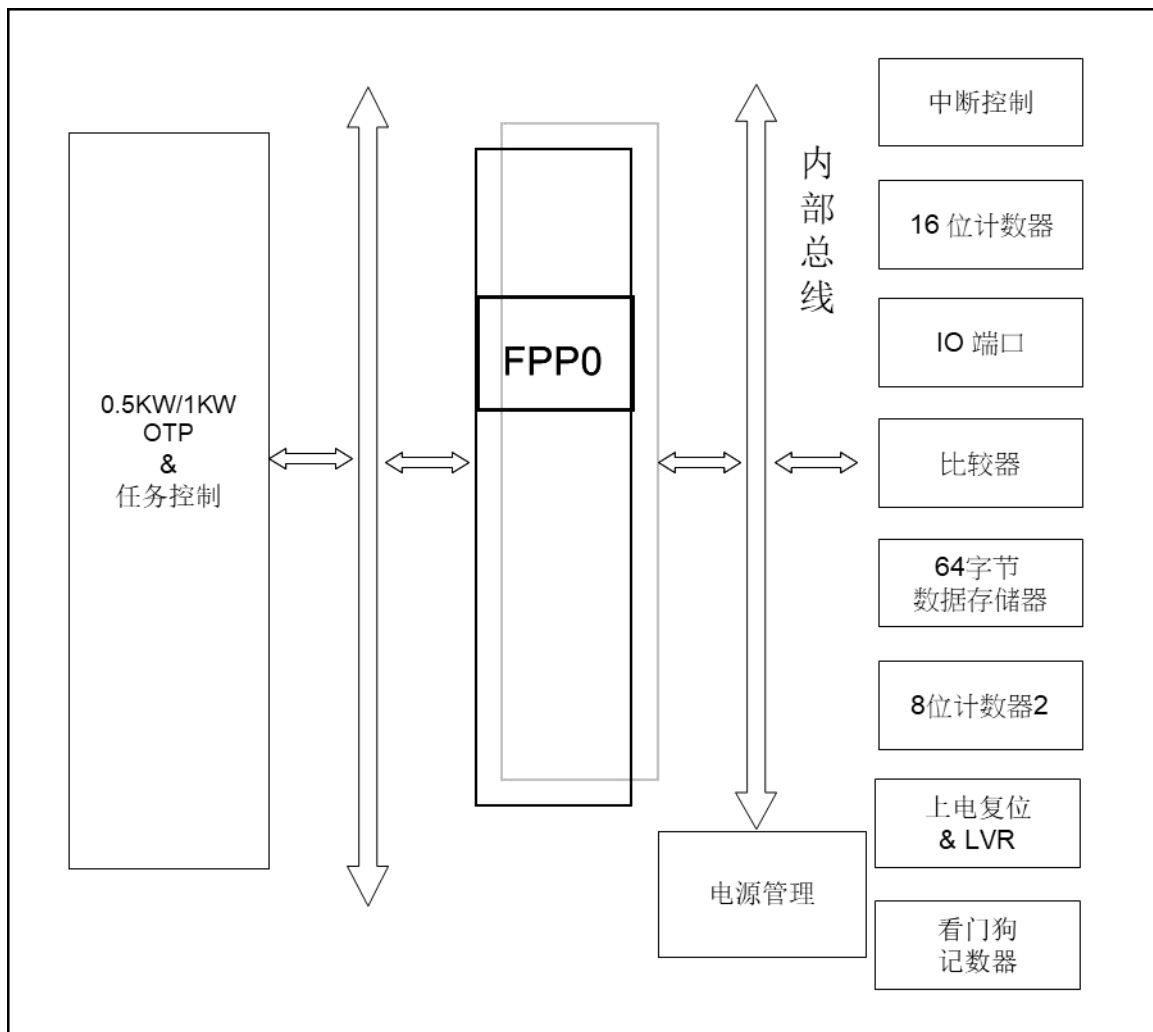 0.5KW/1KW
OTP
&
任务控制
FPP0
内部总线
中断控制
16 位计数器
IO 端口
比较器
64字节
数据存储器
8位计数器2
上电复位
& LVR
电源管理
看门狗
记数器